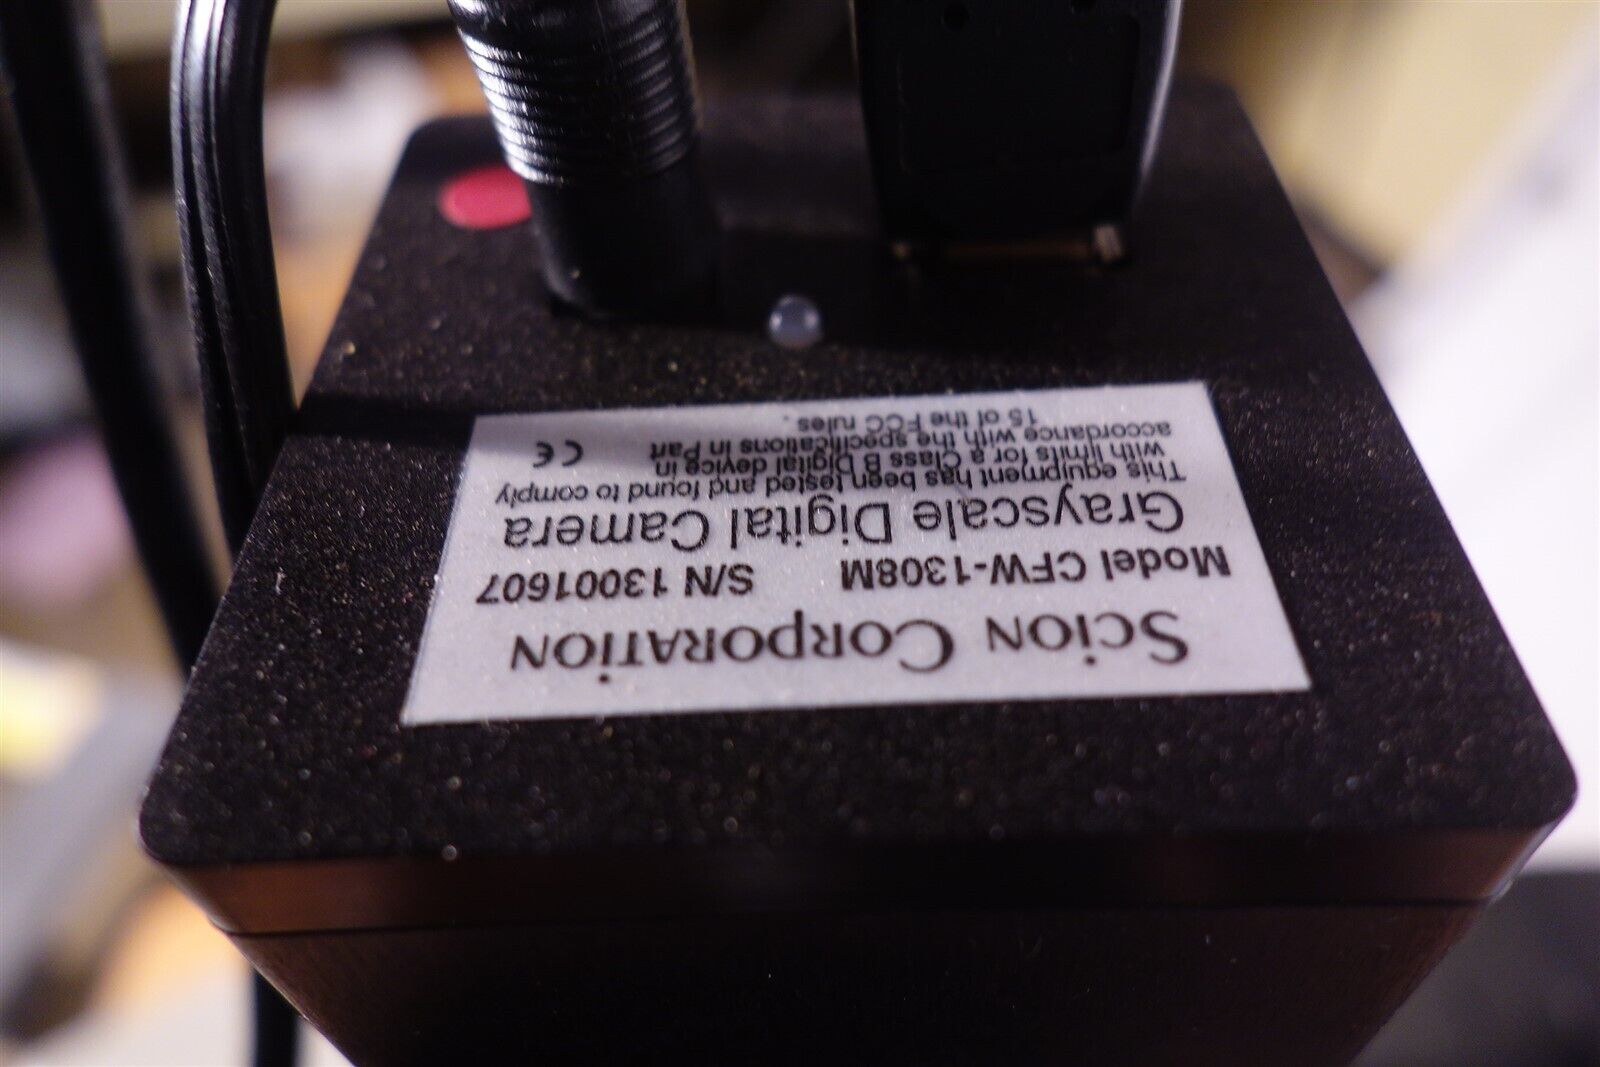 Scion Corporation
Model CFW-1308M S/N 13001607
Grayscale Digital Camera
This equipment has been tested and found to comply
with limits for a Class B Digital device in
accordance with the specifications in Part
15 of the FCC rules.
CE